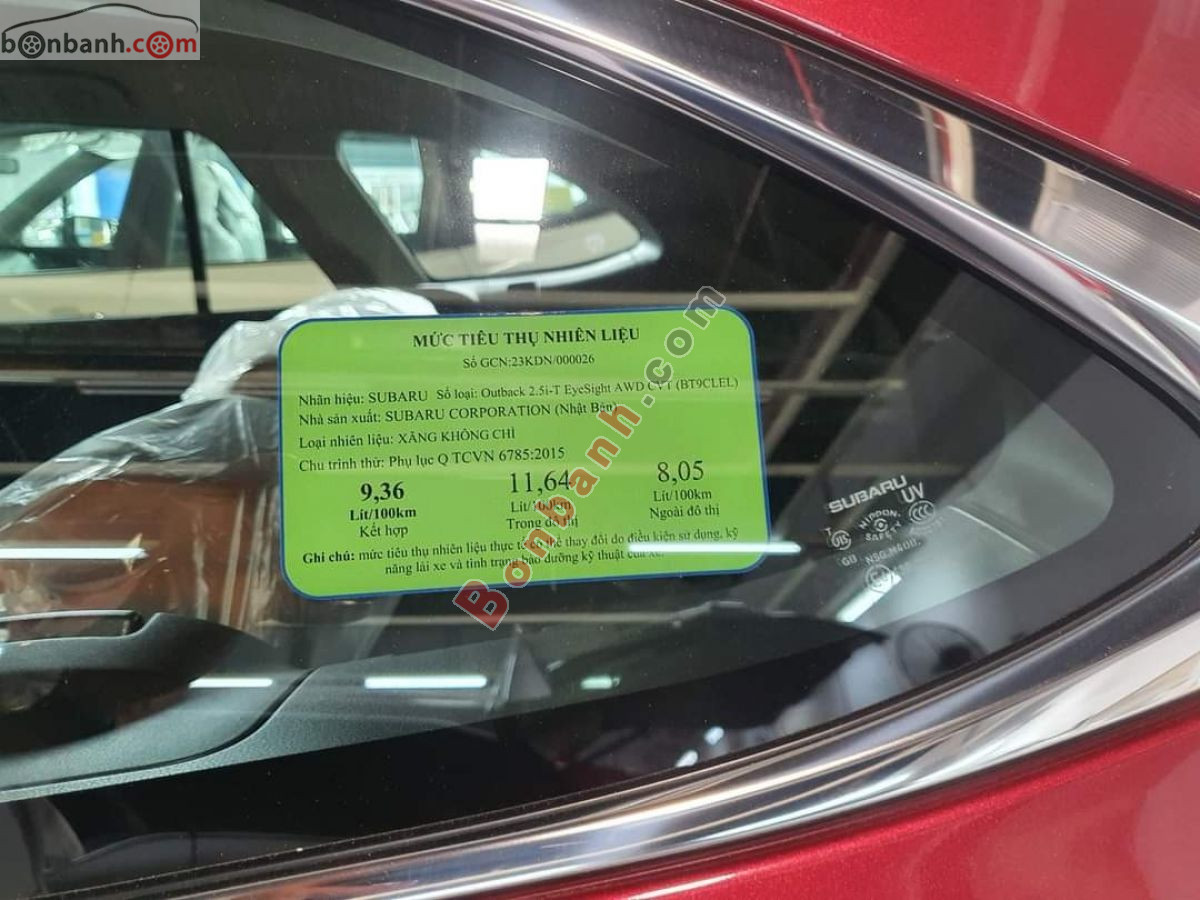 bonbanh.com
MỨC TIÊU THỤ NHIÊN LIỆU
Số GCN:23KDN/000026
Nhãn hiệu: SUBARU Số loại: Outback 2.5i-T EyeSight AWD CVT (BT9CLEL)
Nhà sản xuất: SUBARU CORPORATION (Nhật Bản)
Loại nhiên liệu: XĂNG KHÔNG CHÌ
Chu trình thử: Phụ lục Q TCVN 6785:2015
9,36 11,64 8,05
Lít/100km Lít/100km Lít/100km
Kết hợp Trong đô thị Ngoài đô thị
Ghi chú: mức tiêu thụ nhiên liệu thực tế có thể thay đổi do điều kiện sử dụng, kỹ
năng lái xe và tình trạng bảo dưỡng kỹ thuật của xe.
Bonbanh.com
SUBARU
UV
NIPPON
SAFETY